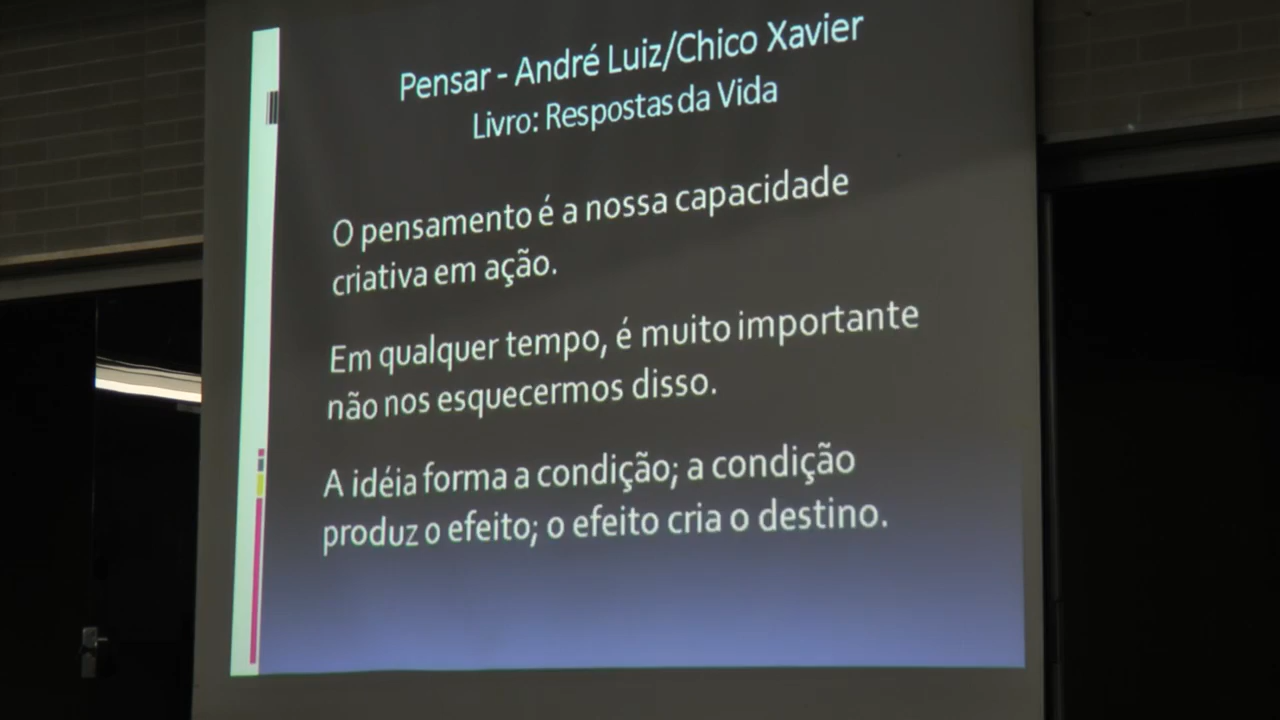 Pensar - André Luiz/Chico Xavier
Livro: Respostas da Vida
O pensamento é a nossa capacidade
criativa em ação.
Em qualquer tempo, é muito importante
não nos esquecermos disso.
A idéia forma a condição; a condição
produz o efeito; o efeito cria o destino.